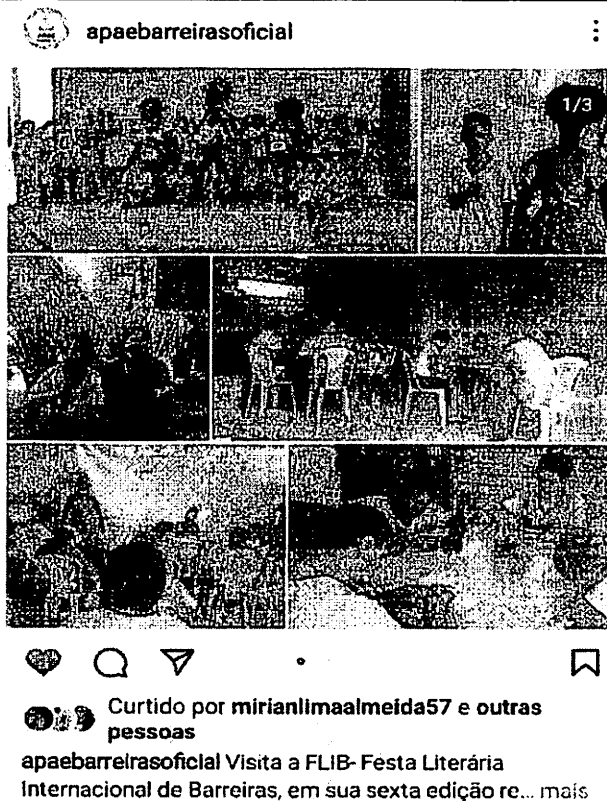 apaebarreirasoficial
1/3
Curtido por mirianlimaalmeida57 e outras
pessoas
apaebarreirasoficial Visita a FLIB- Festa Literária
Internacional de Barreiras, em sua sexta edição re... mais